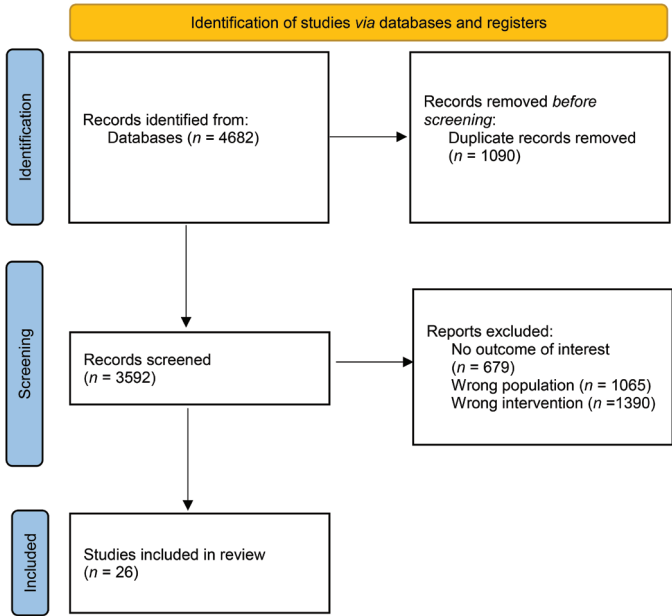 Identification of studies via databases and registers
Identification
Records identified from:
Databases (n = 4682)
Records removed before
screening:
Duplicate records removed
(n = 1090)
Screening
Records screened
(n = 3592)
Reports excluded:
No outcome of interest
(n = 679)
Wrong population (n = 1065)
Wrong intervention (n =1390)
Included
Studies included in review
(n = 26)